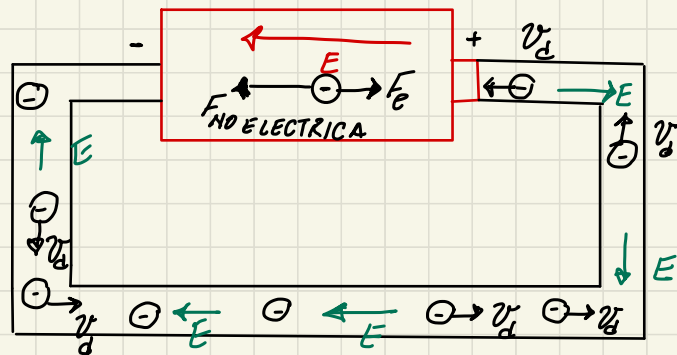 - + v_d
E
- F_e - E
F_NO ELECTRICA
-
E v_d
-
-
v_d E
- - - -
v_d E E v_d v_d